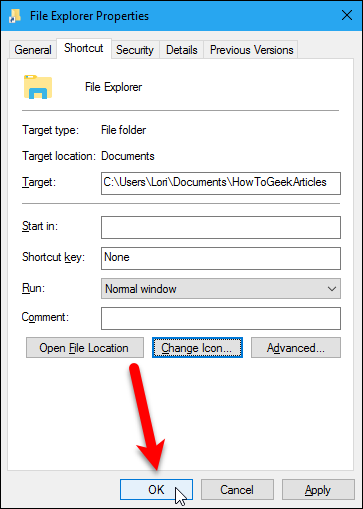 File Explorer Properties
General Shortcut Security Details Previous Versions
File Explorer
Target type: File folder
Target location: Documents
Target: C:\Users\Lori\Documents\HowToGeekArticles
Start in:
Shortcut key: None
Run: Normal window
Comment:
Open File Location Change Icon... Advanced...
OK Cancel Apply